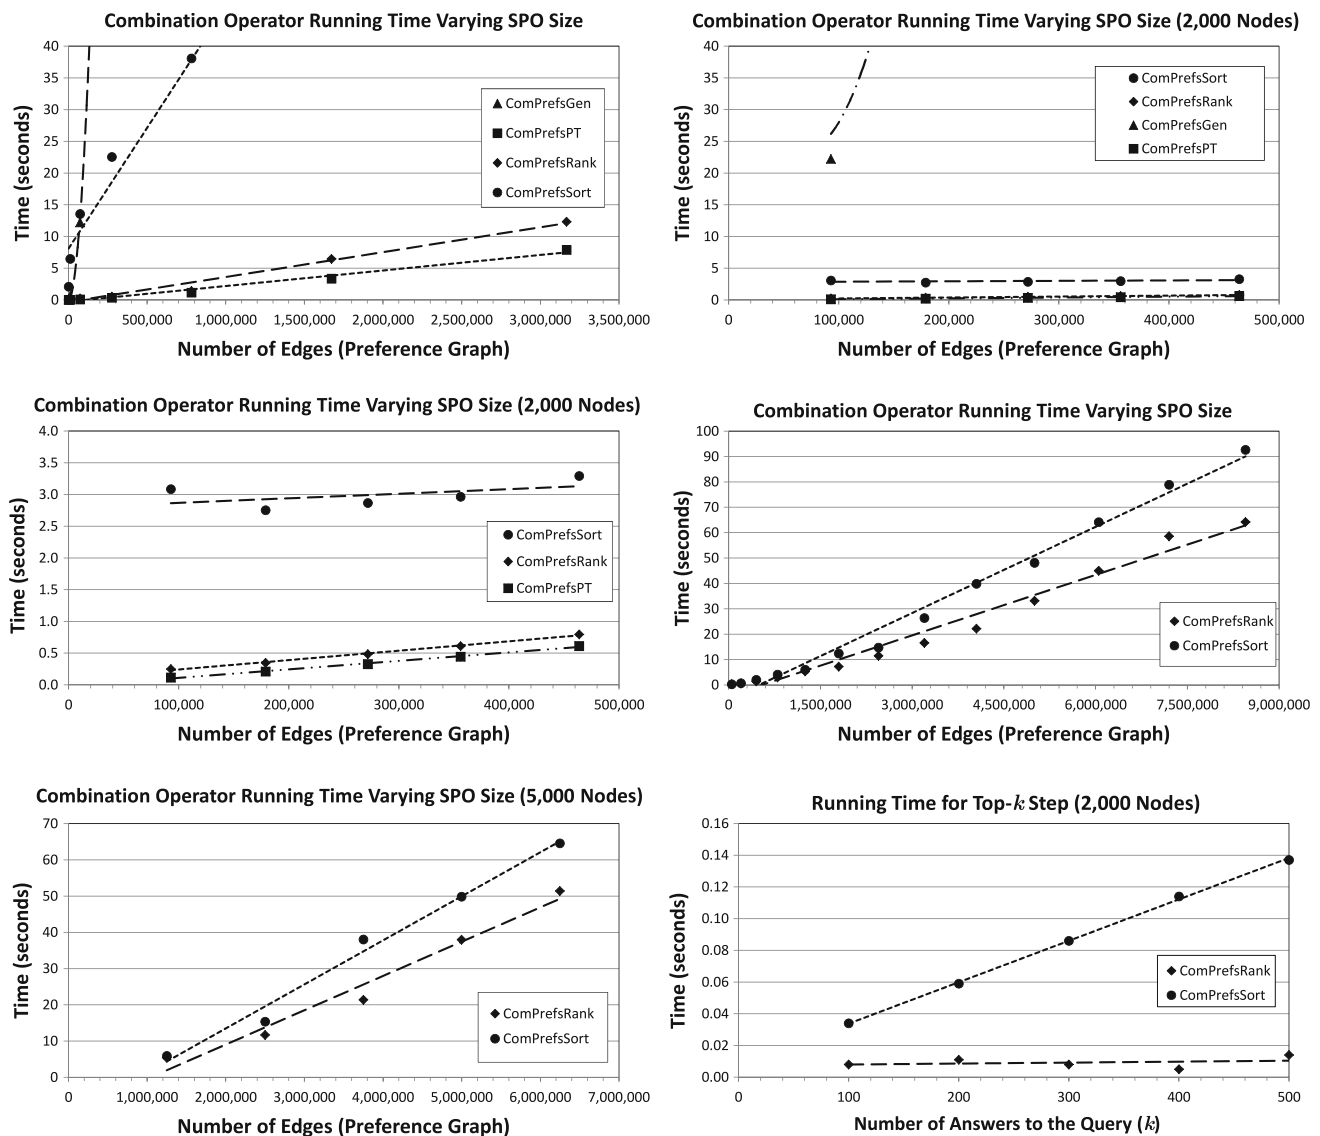 Combination Operator Running Time Varying SPO Size
40
35
30
25
20
15
10
5
0
Time (seconds)
ComPrefsGen
ComPrefsPT
ComPrefsRank
ComPrefsSort
0 500,000 1,000,000 1,500,000 2,000,000 2,500,000 3,000,000 3,500,000
Number of Edges (Preference Graph)
Combination Operator Running Time Varying SPO Size (2,000 Nodes)
40
35
30
25
20
15
10
5
0
Time (seconds)
ComPrefsSort
ComPrefsRank
ComPrefsGen
ComPrefsPT
0 100,000 200,000 300,000 400,000 500,000
Number of Edges (Preference Graph)
Combination Operator Running Time Varying SPO Size (2,000 Nodes)
4.0
3.5
3.0
2.5
2.0
1.5
1.0
0.5
0.0
Time (seconds)
ComPrefsSort
ComPrefsRank
ComPrefsPT
0 100,000 200,000 300,000 400,000 500,000
Number of Edges (Preference Graph)
Combination Operator Running Time Varying SPO Size
100
90
80
70
60
50
40
30
20
10
0
Time (seconds)
ComPrefsRank
ComPrefsSort
0 1,500,000 3,000,000 4,500,000 6,000,000 7,500,000 9,000,000
Number of Edges (Preference Graph)
Combination Operator Running Time Varying SPO Size (5,000 Nodes)
70
60
50
40
30
20
10
0
Time (seconds)
ComPrefsRank
ComPrefsSort
0 1,000,000 2,000,000 3,000,000 4,000,000 5,000,000 6,000,000 7,000,000
Number of Edges (Preference Graph)
Running Time for Top-k Step (2,000 Nodes)
0.16
0.14
0.12
0.10
0.08
0.06
0.04
0.02
0.00
Time (seconds)
ComPrefsRank
ComPrefsSort
0 100 200 300 400 500
Number of Answers to the Query (k)